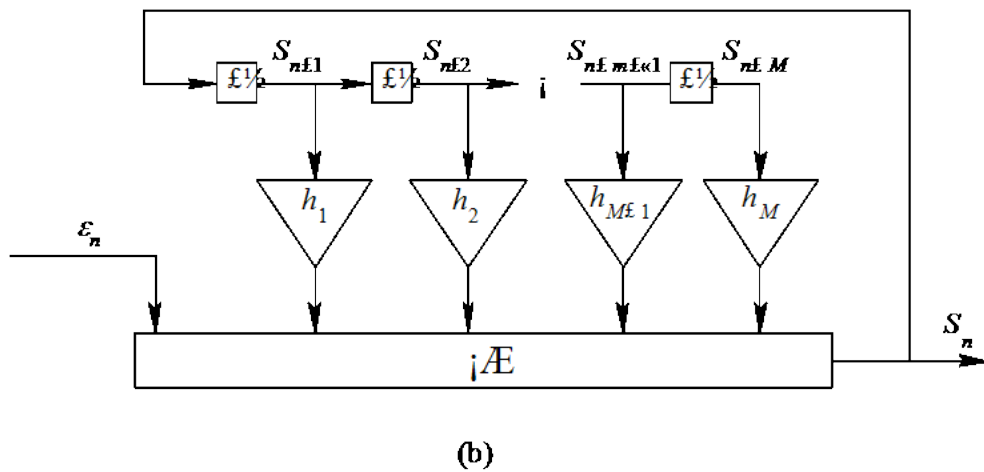 S_{n£1} S_{n£2} S_{n£ m£«1} S_{n£ M}
£½ £½ ¡ £½
h_1 h_2 h_{M£ 1} h_M
ε_n
S_n
¡Æ
(b)